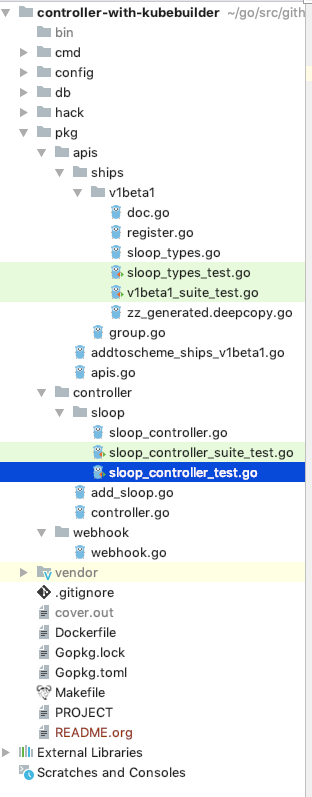 controller-with-kubebuilder ~/go/src/gith
bin
cmd
config
db
hack
pkg
apis
ships
v1beta1
doc.go
register.go
sloop_types.go
sloop_types_test.go
v1beta1_suite_test.go
zz_generated.deepcopy.go
group.go
addtoscheme_ships_v1beta1.go
apis.go
controller
sloop
sloop_controller.go
sloop_controller_suite_test.go
sloop_controller_test.go
add_sloop.go
controller.go
webhook
webhook.go
vendor
.gitignore
cover.out
Dockerfile
Gopkg.lock
Gopkg.toml
Makefile
PROJECT
README.org
External Libraries
Scratches and Consoles